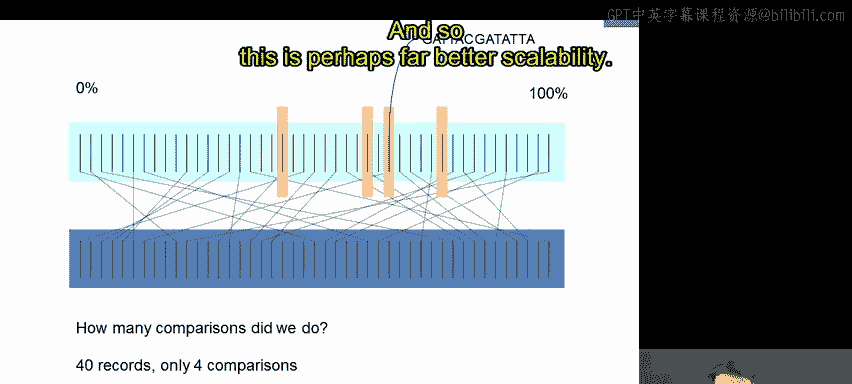 GPT中英字幕课程资源@bilibili.com
And so
GATTACGATATTA
this is perhaps far better scalability.
0%
100%
How many comparisons did we do?
40 records, only 4 comparisons